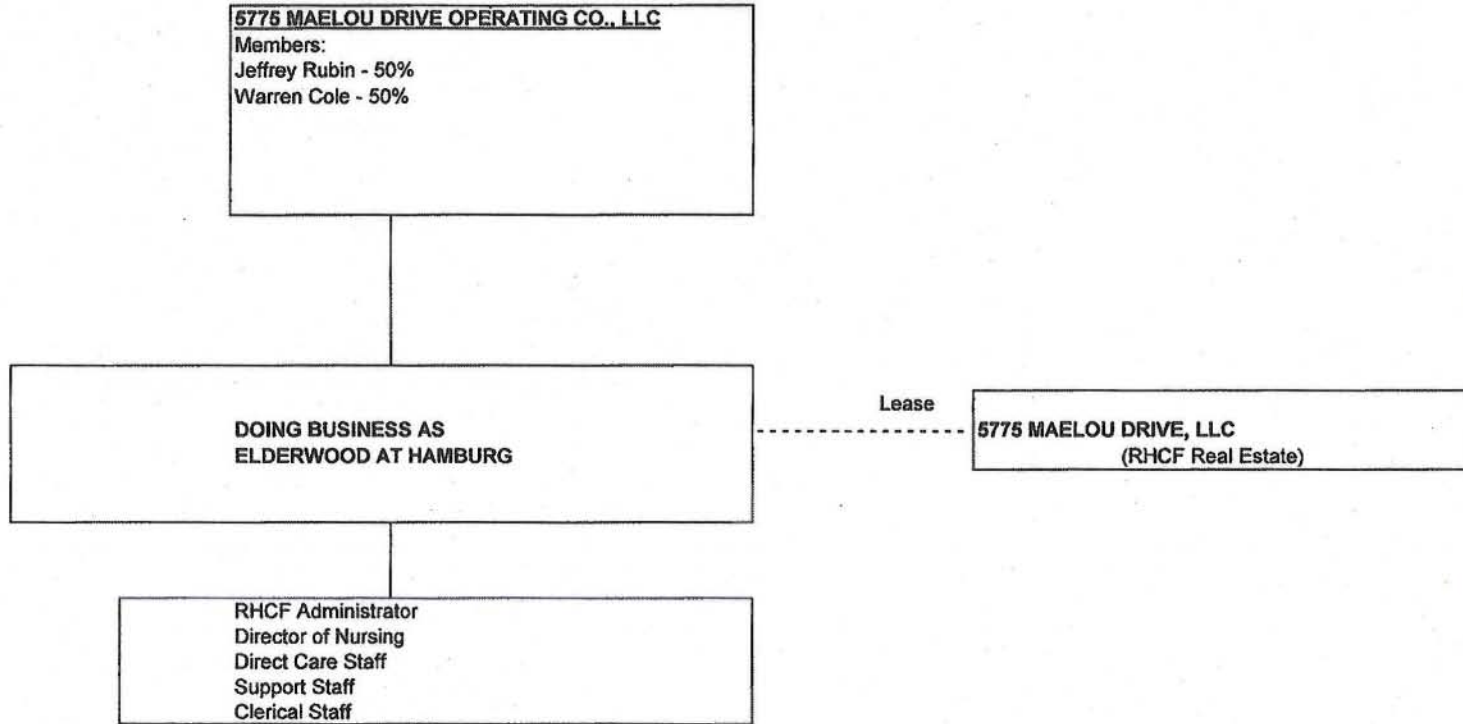 5775 MAELOU DRIVE OPERATING CO., LLC
Members:
Jeffrey Rubin - 50%
Warren Cole - 50%
DOING BUSINESS AS
ELDERWOOD AT HAMBURG
Lease
5775 MAELOU DRIVE, LLC
(RHCF Real Estate)
RHCF Administrator
Director of Nursing
Direct Care Staff
Support Staff
Clerical Staff